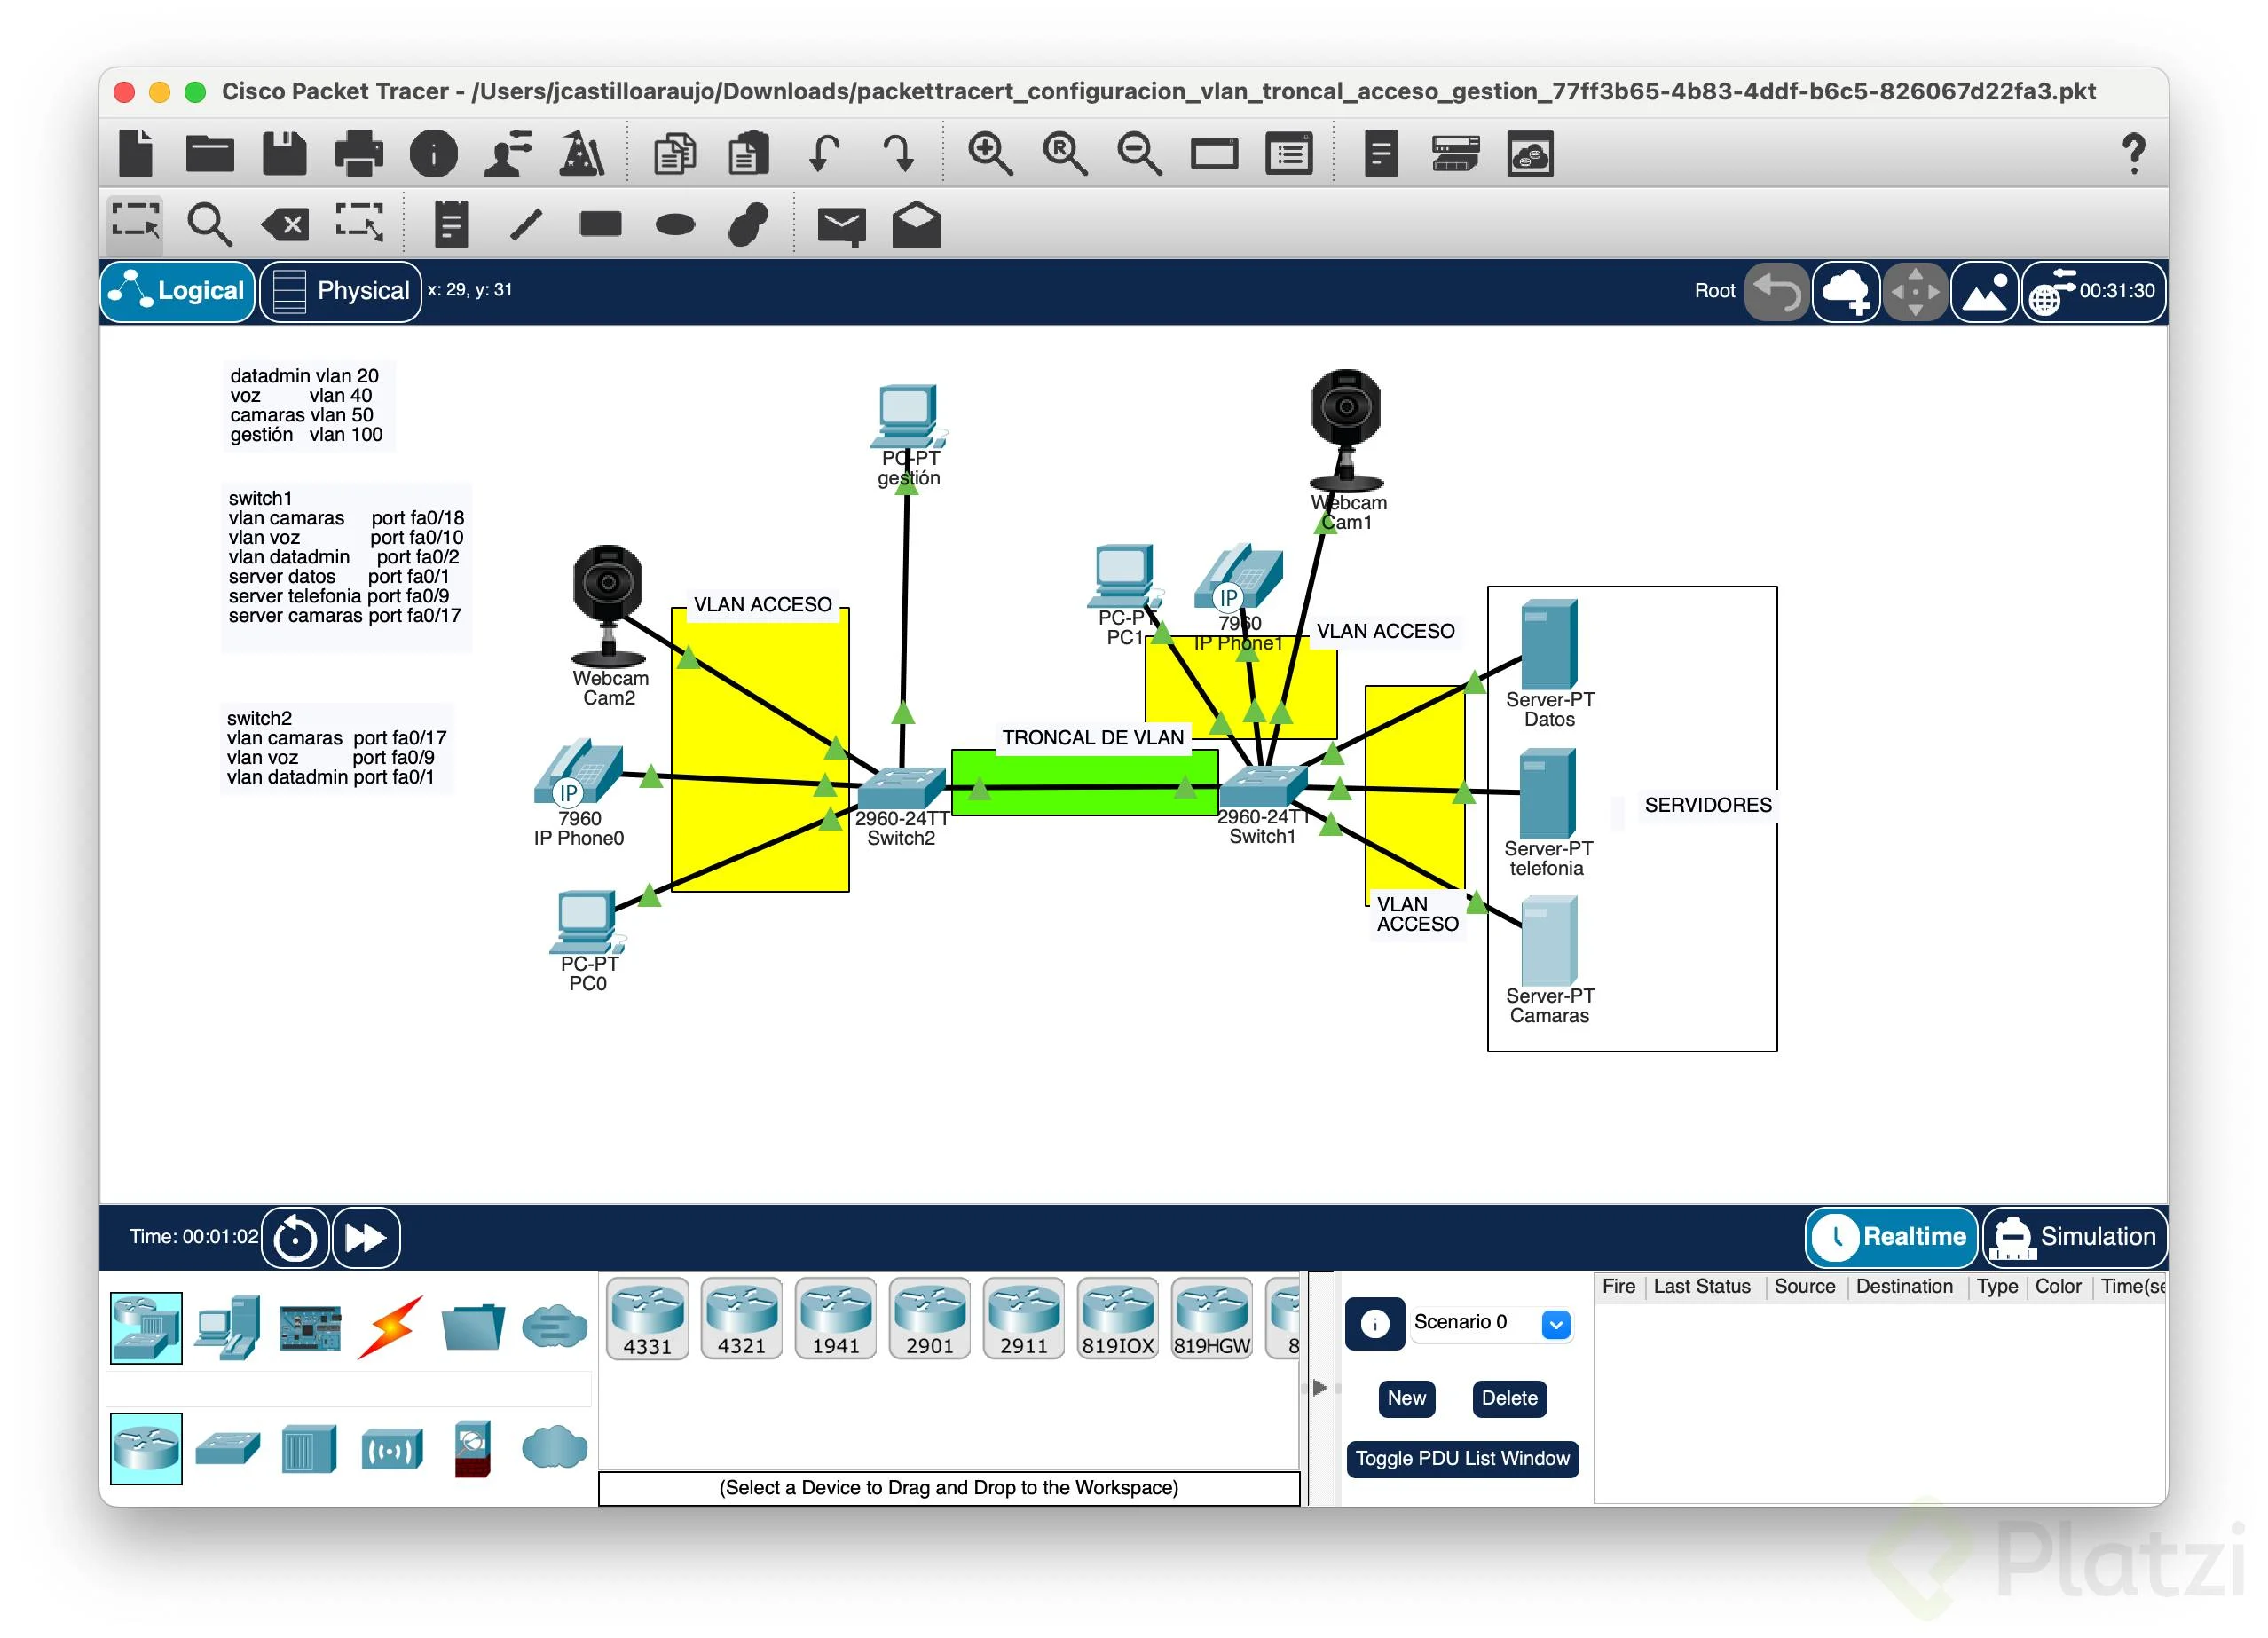 Cisco Packet Tracer - /Users/jcastilloaraujo/Downloads/packettracert_configuracion_vlan_troncal_acceso_gestion_77ff3b65-4b83-4ddf-b6c5-826067d22fa3.pkt
Logical
Physical
x: 29, y: 31
Root
00:31:30
datadmin vlan 20
voz vlan 40
camaras vlan 50
gestión vlan 100
switch1
vlan camaras port fa0/18
vlan voz port fa0/10
vlan datadmin port fa0/2
server datos port fa0/1
server telefonia port fa0/9
server camaras port fa0/17
switch2
vlan camaras port fa0/17
vlan voz port fa0/9
vlan datadmin port fa0/1
PC-PT
gestión
Webcam
Cam1
Webcam
Cam2
VLAN ACCESO
PC-PT
PC1
IP
7960
IP Phone1
VLAN ACCESO
Server-PT
Datos
TRONCAL DE VLAN
IP
7960
IP Phone0
2960-24TT
Switch2
2960-24TT
Switch1
SERVIDORES
Server-PT
telefonia
VLAN
ACCESO
PC-PT
PC0
Server-PT
Camaras
Time: 00:01:02
Realtime
Simulation
4331
4321
1941
2901
2911
819IOX
819HGW
8
(Select a Device to Drag and Drop to the Workspace)
Scenario 0
New
Delete
Toggle PDU List Window
Fire
Last Status
Source
Destination
Type
Color
Time(se
Platzi